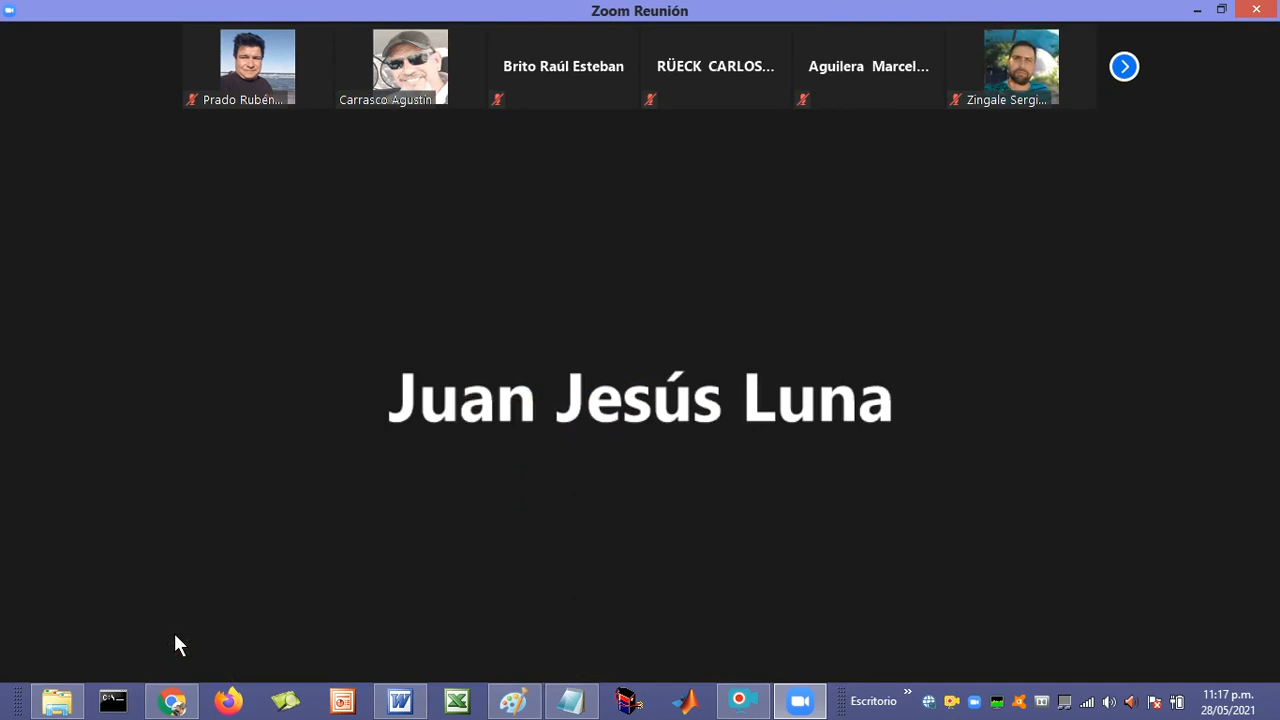 Zoom Reunión
Prado Rubén...
Carrasco Agustin
Brito Raúl Esteban
RÜECK CARLOS...
Aguilera Marcel...
Zingale Sergi...
Juan Jesús Luna
C:\_
Escritorio
»
11:17 p.m.
28/05/2021